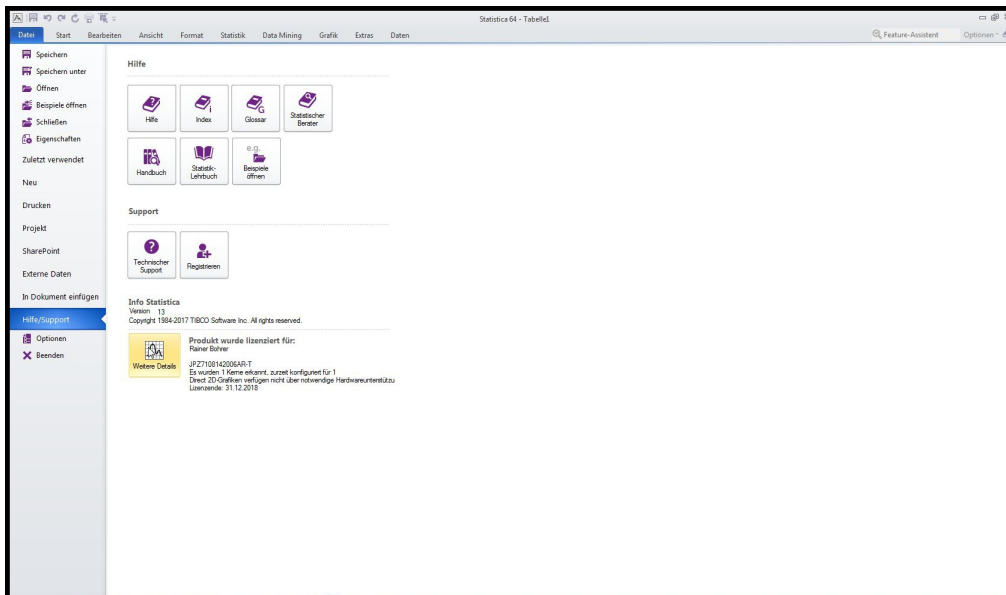 Statistica 64 - Tabelle1
Datei Start Bearbeiten Ansicht Format Statistik Data Mining Grafik Extras Daten Feature-Assistent Optionen
Speichern
Speichern unter
Öffnen
Beispiele öffnen
Schließen
Eigenschaften
Zuletzt verwendet
Neu
Drucken
Projekt
SharePoint
Externe Daten
In Dokument einfügen
Hilfe/Support
Optionen
Beenden
Hilfe
Hilfe
Index
Glossar
Statistischer
Berater
Handbuch
Statistik-
Lehrbuch
e.g.
Beispiele
öffnen
Support
Technischer
Support
Registrieren
Info Statistica
Version 13
Copyright 1984-2017 TIBCO Software Inc. All rights reserved.
Weitere Details
Produkt wurde lizenziert für:
Rainer Bohrer
JPZ7108142006AR-T
Es wurden 1 Kerne erkannt, zurzeit konfiguriert für 1
Direct 2D-Grafiken verfügen nicht über notwendige Hardwareunterstützu
Lizenzende: 31.12.2018